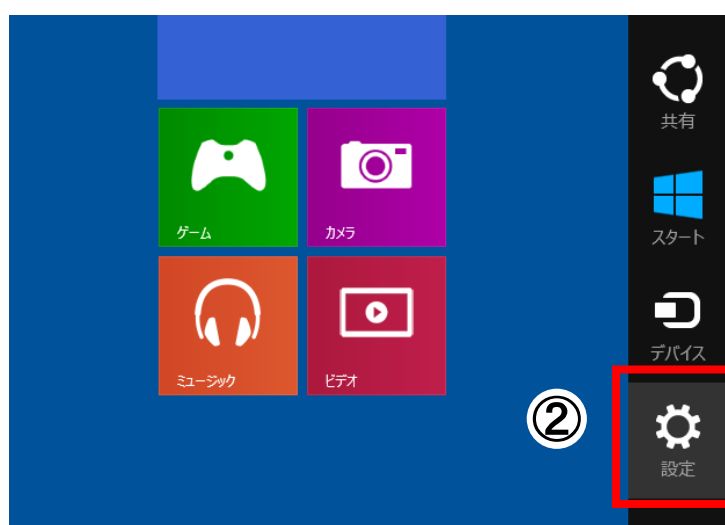 共有
ゲーム
カメラ
スタート
デバイス
ミュージック
ビデオ
②
設定